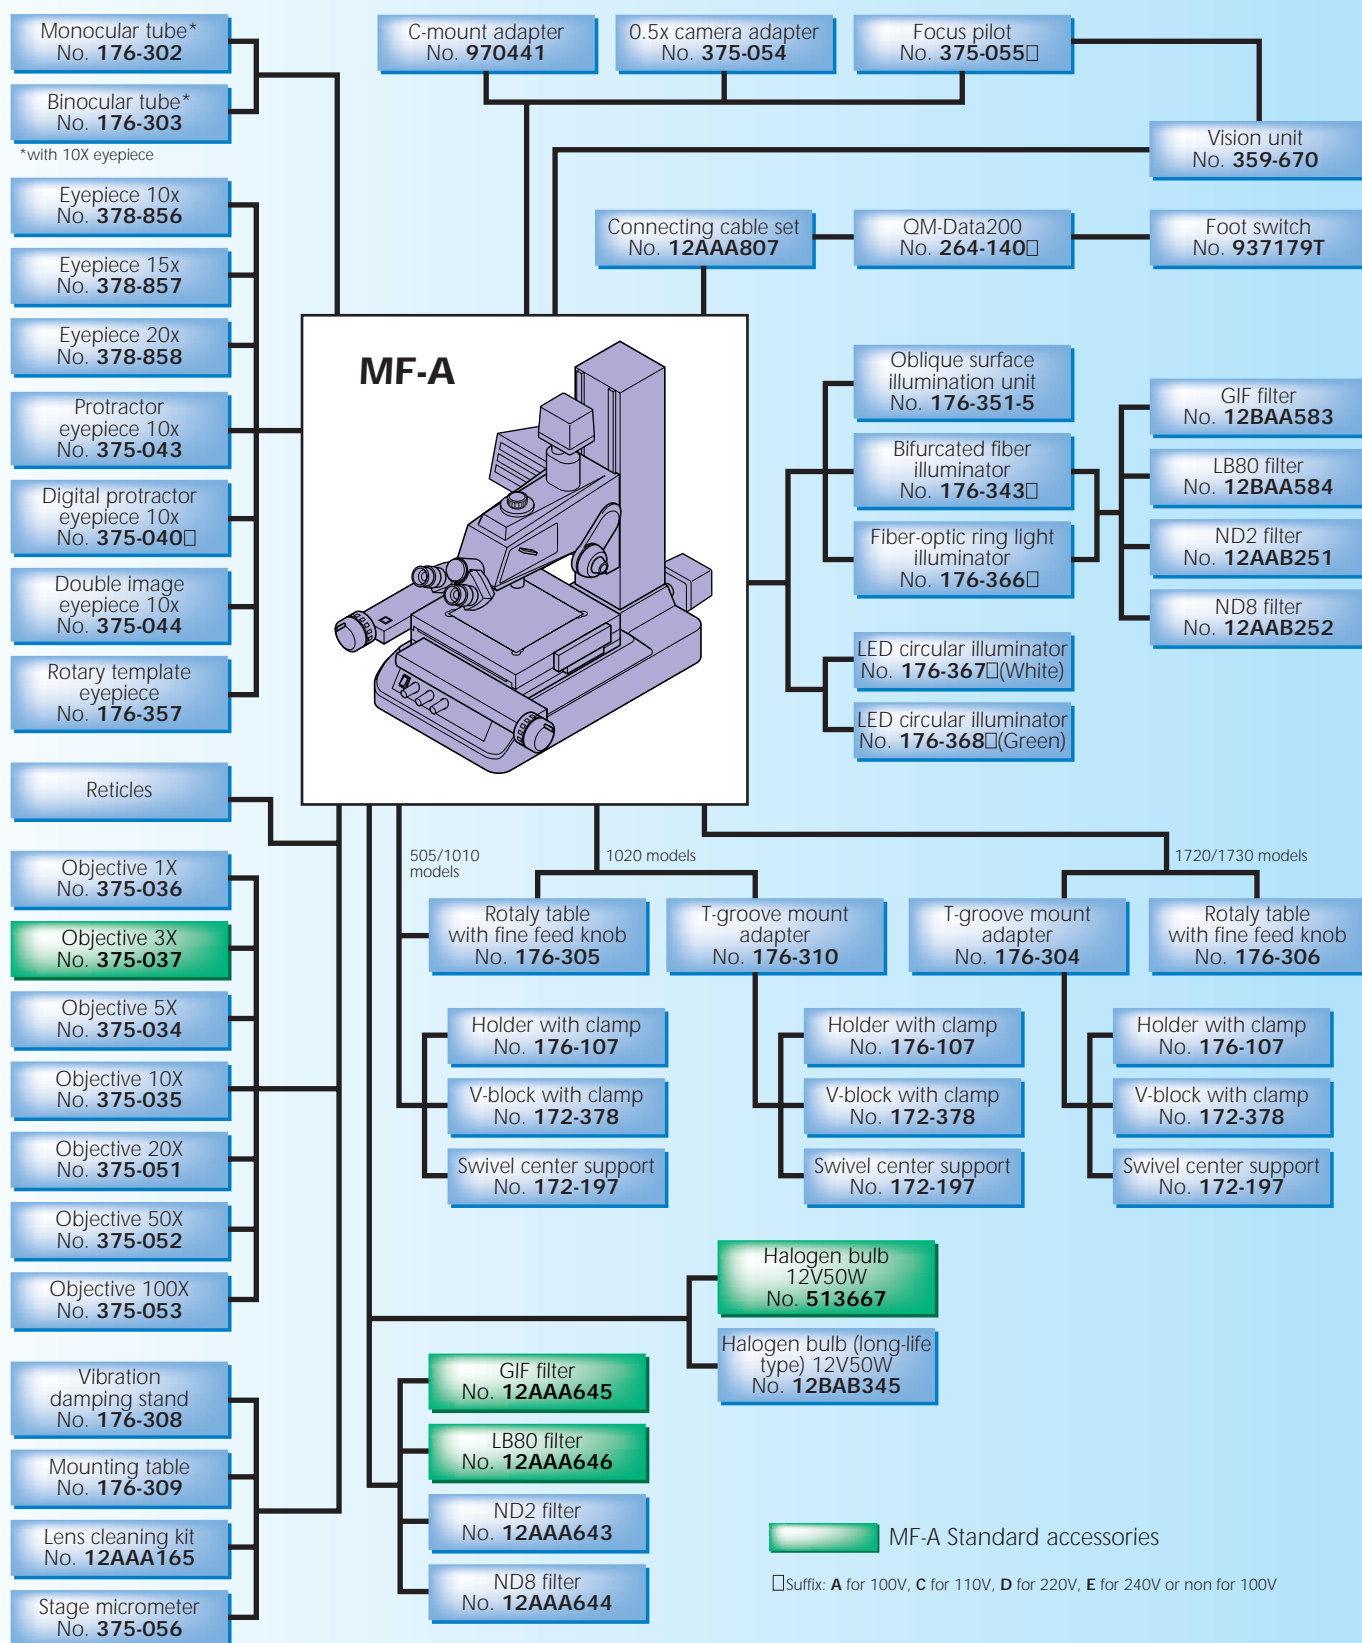 Monocular tube*
No. 176-302
Binocular tube*
No. 176-303
*with 10X eyepiece
C-mount adapter
No. 970441
0.5x camera adapter
No. 375-054
Focus pilot
No. 375-055□
Vision unit
No. 359-670
Connecting cable set
No. 12AAA807
QM-Data200
No. 264-140□
Foot switch
No. 937179T
Eyepiece 10x
No. 378-856
Eyepiece 15x
No. 378-857
Eyepiece 20x
No. 378-858
Protractor
eyepiece 10x
No. 375-043
Digital protractor
eyepiece 10x
No. 375-040□
Double image
eyepiece 10x
No. 375-044
Rotary template
eyepiece
No. 176-357
MF-A
Oblique surface
illumination unit
No. 176-351-5
Bifurcated fiber
illuminator
No. 176-343□
Fiber-optic ring light
illuminator
No. 176-366□
GIF filter
No. 12BAA583
LB80 filter
No. 12BAA584
ND2 filter
No. 12AAB251
ND8 filter
No. 12AAB252
LED circular illuminator
No. 176-367□(White)
LED circular illuminator
No. 176-368□(Green)
Reticles
Objective 1X
No. 375-036
Objective 3X
No. 375-037
Objective 5X
No. 375-034
Objective 10X
No. 375-035
Objective 20X
No. 375-051
Objective 50X
No. 375-052
Objective 100X
No. 375-053
505/1010
models
1020 models
1720/1730 models
Rotaly table
with fine feed knob
No. 176-305
T-groove mount
adapter
No. 176-310
T-groove mount
adapter
No. 176-304
Rotaly table
with fine feed knob
No. 176-306
Holder with clamp
No. 176-107
V-block with clamp
No. 172-378
Swivel center support
No. 172-197
Holder with clamp
No. 176-107
V-block with clamp
No. 172-378
Swivel center support
No. 172-197
Holder with clamp
No. 176-107
V-block with clamp
No. 172-378
Swivel center support
No. 172-197
Halogen bulb
12V50W
No. 513667
Halogen bulb (long-life
type) 12V50W
No. 12BAB345
Vibration
damping stand
No. 176-308
Mounting table
No. 176-309
Lens cleaning kit
No. 12AAA165
Stage micrometer
No. 375-056
GIF filter
No. 12AAA645
LB80 filter
No. 12AAA646
ND2 filter
No. 12AAA643
ND8 filter
No. 12AAA644
MF-A Standard accessories
□Suffix: A for 100V, C for 110V, D for 220V, E for 240V or non for 100V